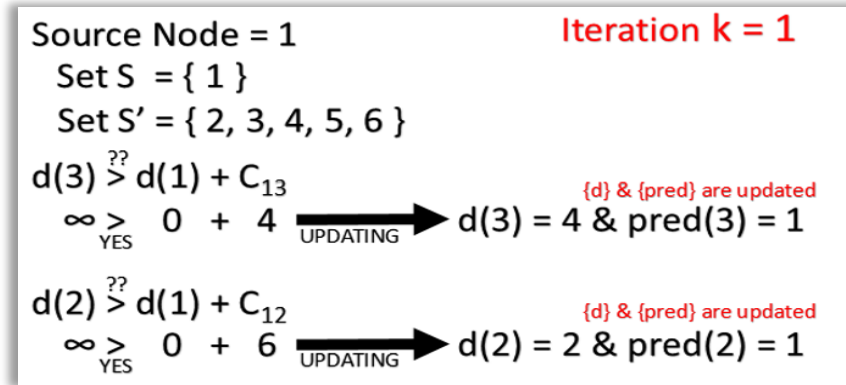 Source Node = 1
Iteration k = 1
Set S = { 1 }
Set S' = { 2, 3, 4, 5, 6 }
??
d(3) > d(1) + C₁₃
{d} & {pred} are updated
∞ > 0 + 4
YES
UPDATING
d(3) = 4 & pred(3) = 1
??
d(2) > d(1) + C₁₂
{d} & {pred} are updated
∞ > 0 + 6
YES
UPDATING
d(2) = 2 & pred(2) = 1